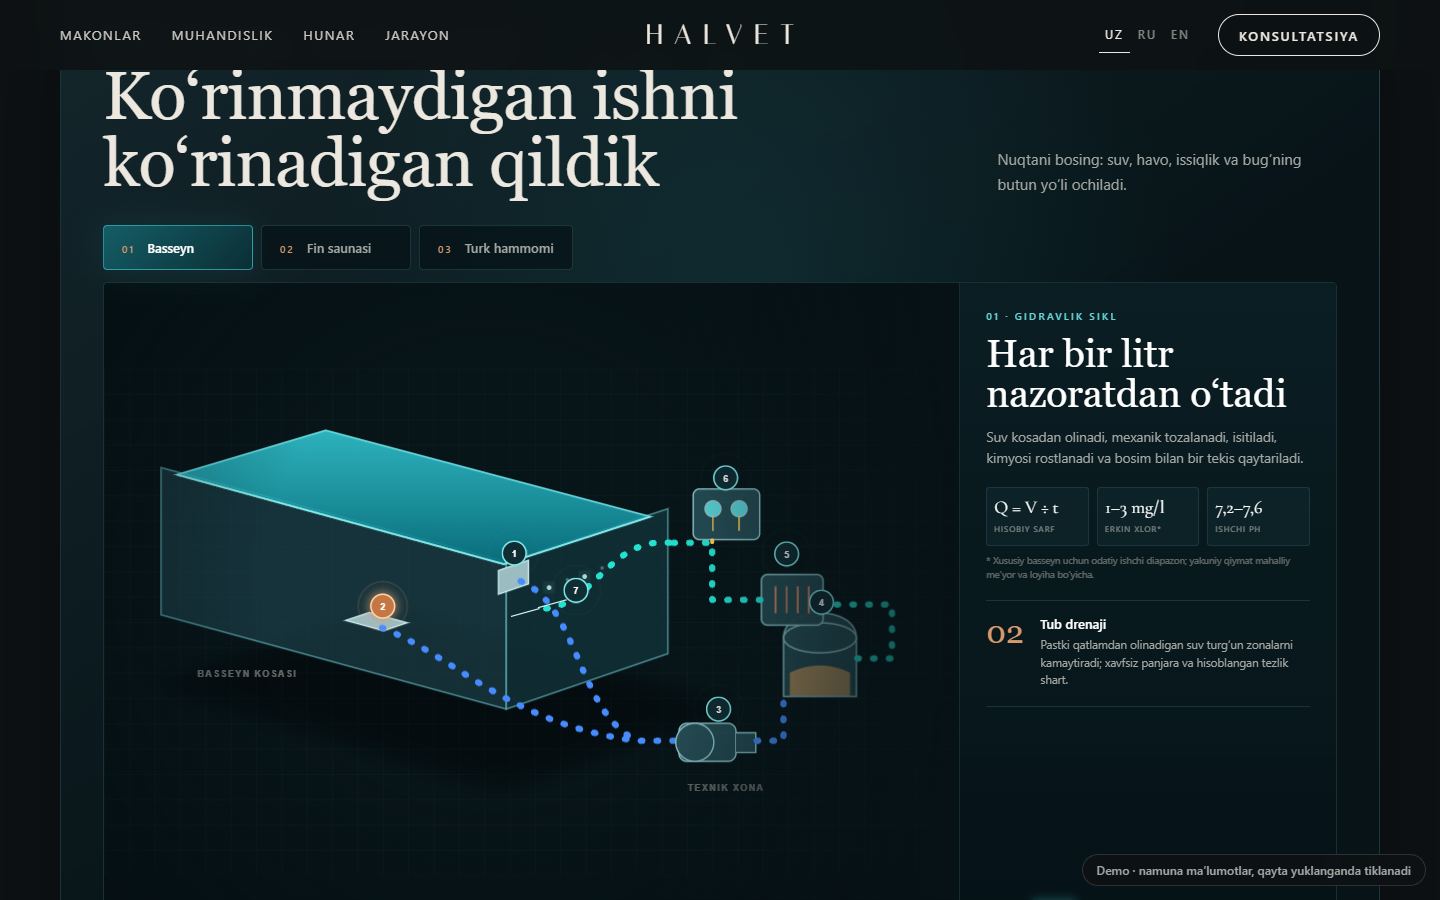 MAKONLAR
MUHANDISLIK
HUNAR
JARAYON
HALVET
UZ
RU
EN
KONSULTATSIYA
Ko‘rinmaydigan ishni
ko‘rinadigan qildik
Nuqtani bosing: suv, havo, issiqlik va bug‘ning
butun yo‘li ochiladi.
01 Basseyn
02 Fin saunasi
03 Turk hammomi
01 · GIDRAVLIK SIKL
Har bir litr
nazoratdan o‘tadi
Suv kosadan olinadi, mexanik tozalanadi, isitiladi,
kimyosi rostlanadi va bosim bilan bir tekis qaytariladi.
Q = V ÷ t
HISOBIY SARF
1–3 mg/l
ERKIN XLOR*
7,2–7,6
ISHCHI PH
* Xususiy basseyn uchun odatiy ishchi diapazon; yakuniy qiymat mahalliy
me’yor va loyiha bo‘yicha.
02
Tub drenaji
Pastki qatlamdan olinadigan suv turg‘un zonalarni
kamaytiradi; xavfsiz panjara va hisoblangan tezlik
shart.
6
1
5
7
4
2
BASSEYN KOSASI
3
TEXNIK XONA
Demo · namuna ma’lumotlar, qayta yuklanganda tiklanadi